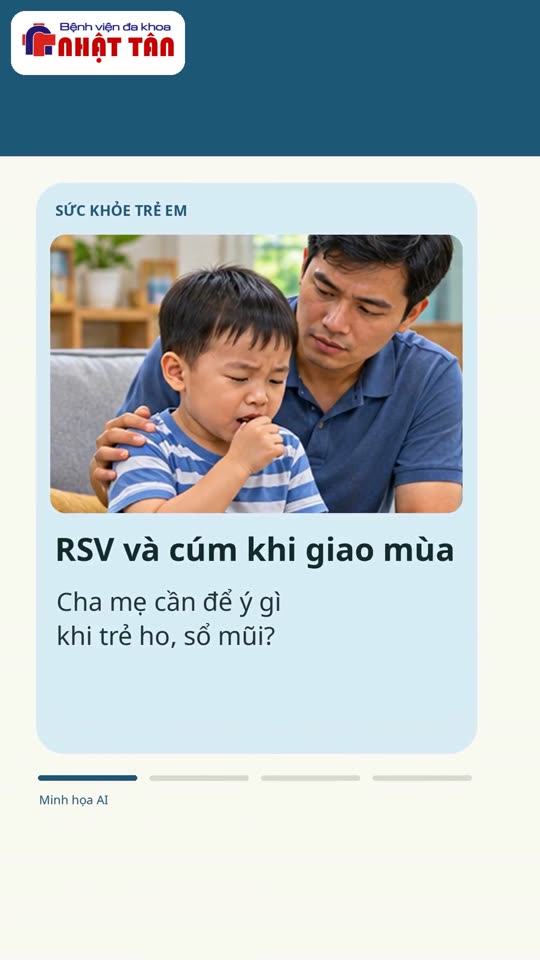 Bệnh viện đa khoa
NHẬT TÂN
SỨC KHỎE TRẺ EM
RSV và cúm khi giao mùa
Cha mẹ cần để ý gì
khi trẻ ho, sổ mũi?
Minh họa AI